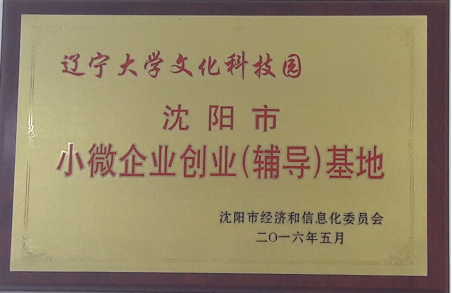 辽宁大学文化科技园
沈阳市
小微企业创业(辅导)基地
沈阳市经济和信息化委员会
二〇一六年五月